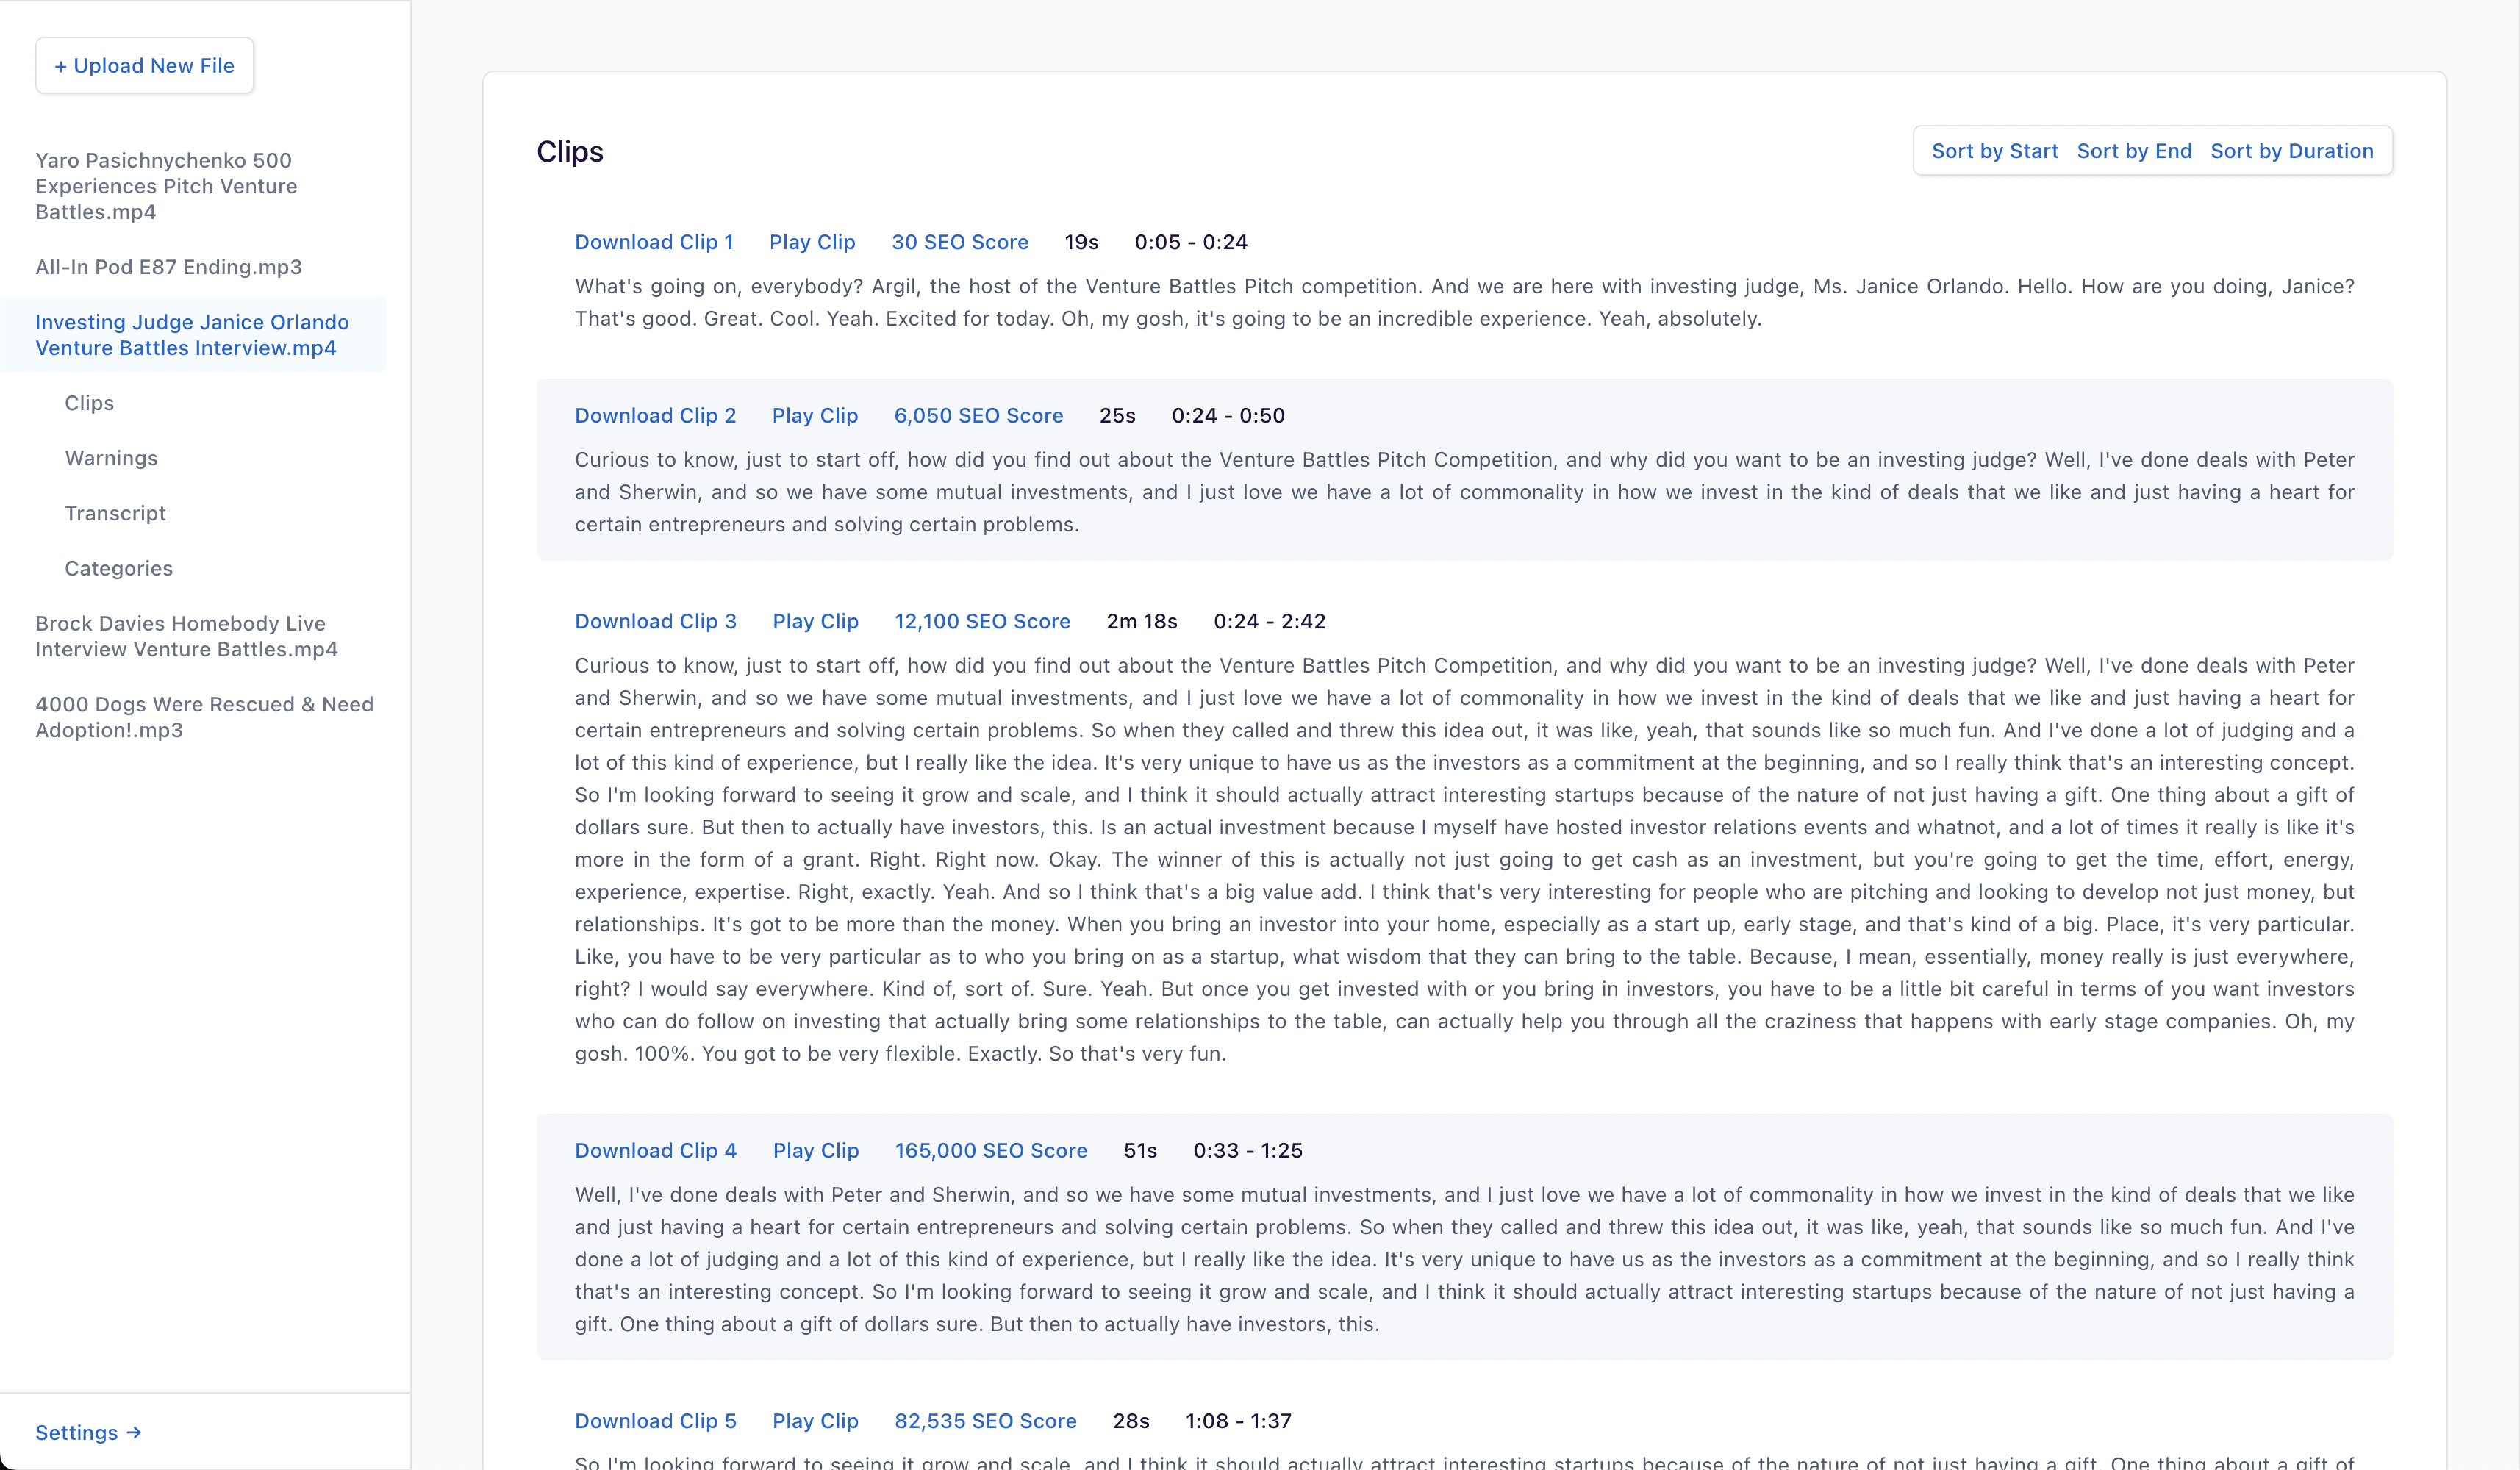 + Upload New File
Yaro Pasichnychenko 500
Experiences Pitch Venture
Battles.mp4
All-In Pod E87 Ending.mp3
Investing Judge Janice Orlando
Venture Battles Interview.mp4
Clips
Warnings
Transcript
Categories
Brock Davies Homebody Live
Interview Venture Battles.mp4
4000 Dogs Were Rescued & Need
Adoption!.mp3
Settings →
Clips
Sort by Start Sort by End Sort by Duration
Download Clip 1 Play Clip 30 SEO Score 19s 0:05 - 0:24
What's going on, everybody? Argil, the host of the Venture Battles Pitch competition. And we are here with investing judge, Ms. Janice Orlando. Hello. How are you doing, Janice?
That's good. Great. Cool. Yeah. Excited for today. Oh, my gosh, it's going to be an incredible experience. Yeah, absolutely.
Download Clip 2 Play Clip 6,050 SEO Score 25s 0:24 - 0:50
Curious to know, just to start off, how did you find out about the Venture Battles Pitch Competition, and why did you want to be an investing judge? Well, I've done deals with Peter
and Sherwin, and so we have some mutual investments, and I just love we have a lot of commonality in how we invest in the kind of deals that we like and just having a heart for
certain entrepreneurs and solving certain problems.
Download Clip 3 Play Clip 12,100 SEO Score 2m 18s 0:24 - 2:42
Curious to know, just to start off, how did you find out about the Venture Battles Pitch Competition, and why did you want to be an investing judge? Well, I've done deals with Peter
and Sherwin, and so we have some mutual investments, and I just love we have a lot of commonality in how we invest in the kind of deals that we like and just having a heart for
certain entrepreneurs and solving certain problems. So when they called and threw this idea out, it was like, yeah, that sounds like so much fun. And I've done a lot of judging and a
lot of this kind of experience, but I really like the idea. It's very unique to have us as the investors as a commitment at the beginning, and so I really think that's an interesting concept.
So I'm looking forward to seeing it grow and scale, and I think it should actually attract interesting startups because of the nature of not just having a gift. One thing about a gift of
dollars sure. But then to actually have investors, this. Is an actual investment because I myself have hosted investor relations events and whatnot, and a lot of times it really is like it's
more in the form of a grant. Right. Right now. Okay. The winner of this is actually not just going to get cash as an investment, but you're going to get the time, effort, energy,
experience, expertise. Right, exactly. Yeah. And so I think that's a big value add. I think that's very interesting for people who are pitching and looking to develop not just money, but
relationships. It's got to be more than the money. When you bring an investor into your home, especially as a start up, early stage, and that's kind of a big. Place, it's very particular.
Like, you have to be very particular as to who you bring on as a startup, what wisdom that they can bring to the table. Because, I mean, essentially, money really is just everywhere,
right? I would say everywhere. Kind of, sort of. Sure. Yeah. But once you get invested with or you bring in investors, you have to be a little bit careful in terms of you want investors
who can do follow on investing that actually bring some relationships to the table, can actually help you through all the craziness that happens with early stage companies. Oh, my
gosh. 100%. You got to be very flexible. Exactly. So that's very fun.
Download Clip 4 Play Clip 165,000 SEO Score 51s 0:33 - 1:25
Well, I've done deals with Peter and Sherwin, and so we have some mutual investments, and I just love we have a lot of commonality in how we invest in the kind of deals that we like
and just having a heart for certain entrepreneurs and solving certain problems. So when they called and threw this idea out, it was like, yeah, that sounds like so much fun. And I've
done a lot of judging and a lot of this kind of experience, but I really like the idea. It's very unique to have us as the investors as a commitment at the beginning, and so I really think
that's an interesting concept. So I'm looking forward to seeing it grow and scale, and I think it should actually attract interesting startups because of the nature of not just having a
gift. One thing about a gift of dollars sure. But then to actually have investors, this.
Download Clip 5 Play Clip 82,535 SEO Score 28s 1:08 - 1:37
So I'm looking forward to seeing it grow and scale, and I think it should actually attract interesting startups because of the nature of not just having a gift. One thing about a gift of